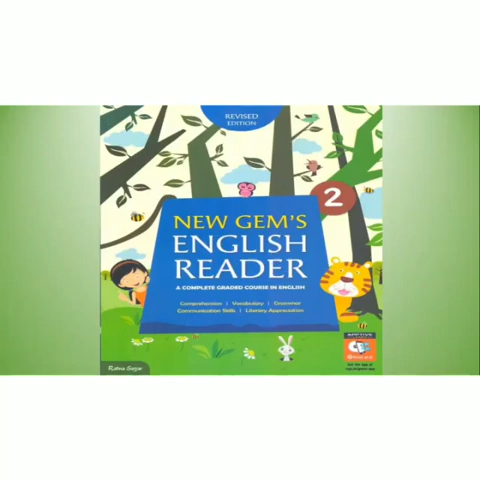 REVISED
EDITION
2
NEW GEM'S
ENGLISH
READER
A COMPLETE GRADED COURSE IN ENGLISH
Comprehension | Vocabulary | Grammar
Communication Skills | Literary Appreciation
Ratna Sagar